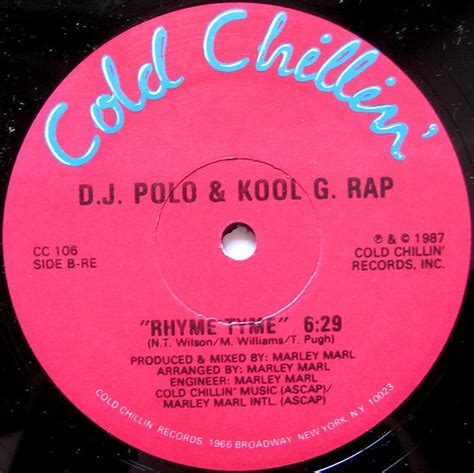 Cold Chillin'
D.J. POLO & KOOL G. RAP
CC 106
SIDE B-RE
℗ & © 1987
COLD CHILLIN'
RECORDS, INC.
"RHYME TYME" 6:29
(N.T. Wilson/M. Williams/T. Pugh)
PRODUCED & MIXED BY: MARLEY MARL
ARRANGED BY: MARLEY MARL
ENGINEER: MARLEY MARL
COLD CHILLIN' MUSIC (ASCAP)/
MARLEY MARL INTL. (ASCAP)
COLD CHILLIN RECORDS, 1966 BROADWAY, NEW YORK, N.Y. 10023